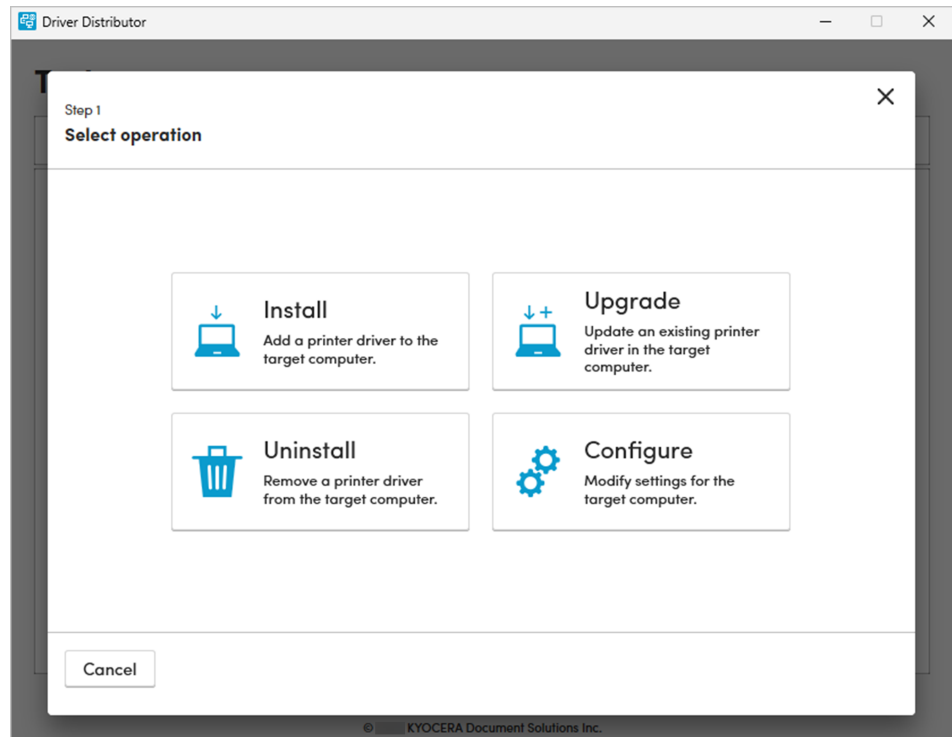 Driver Distributor
Step 1
Select operation
Install
Add a printer driver to the
target computer.
Upgrade
Update an existing printer
driver in the target
computer.
Uninstall
Remove a printer driver
from the target computer.
Configure
Modify settings for the
target computer.
Cancel
© KYOCERA Document Solutions Inc.